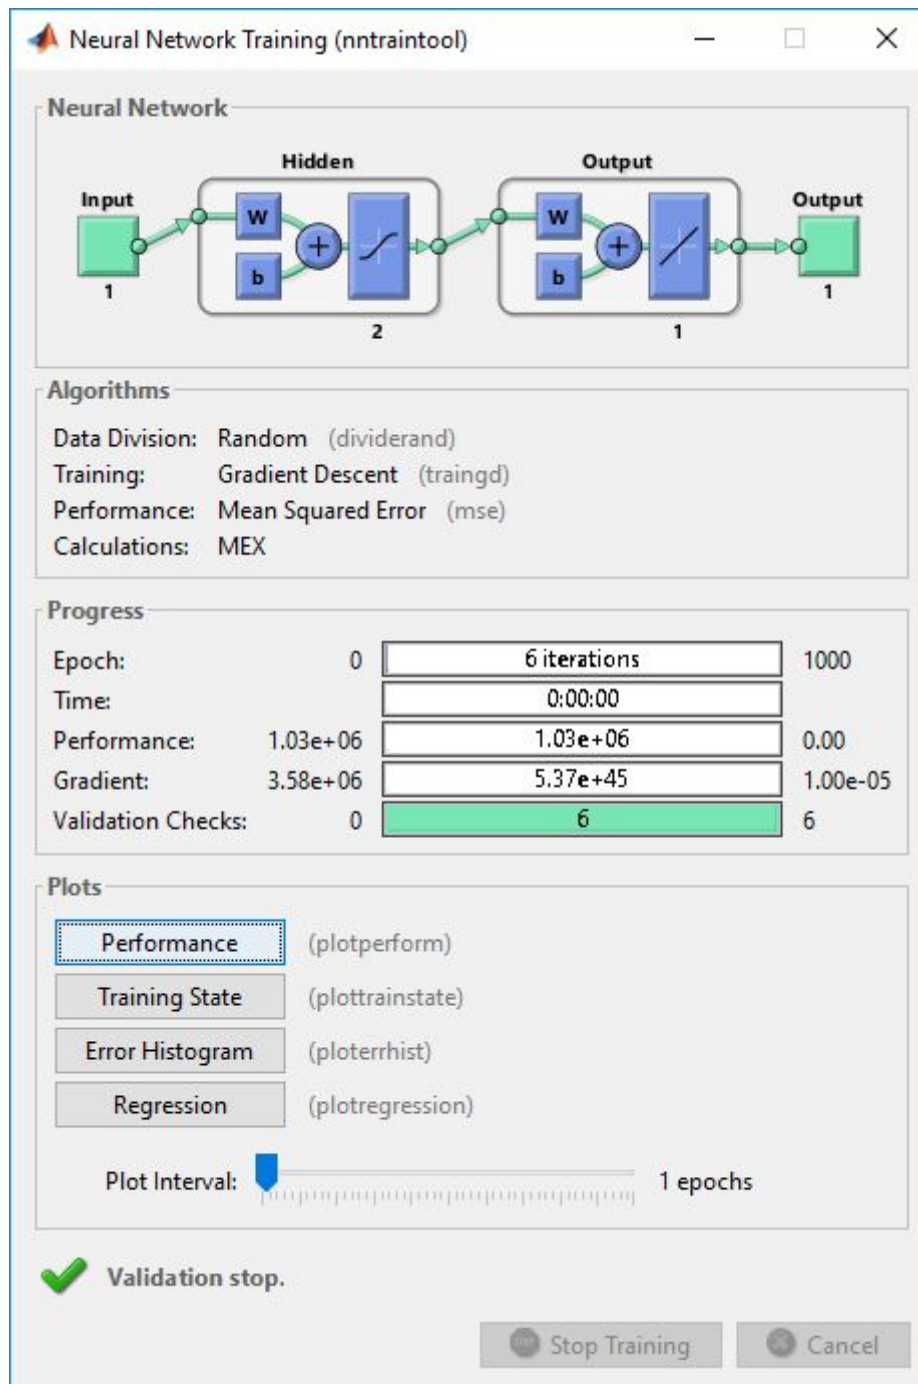 Neural Network Training (nntraintool)
Neural Network
Hidden
Output
Input
Output
W
b
W
b
1
2
1
1
Algorithms
Data Division: Random (dividerand)
Training: Gradient Descent (traingd)
Performance: Mean Squared Error (mse)
Calculations: MEX
Progress
Epoch: 0 6 iterations 1000
Time: 0:00:00
Performance: 1.03e+06 1.03e+06 0.00
Gradient: 3.58e+06 5.37e+45 1.00e-05
Validation Checks: 0 6 6
Plots
Performance (plotperform)
Training State (plottrainstate)
Error Histogram (ploterrhist)
Regression (plotregression)
Plot Interval: 1 epochs
Validation stop.
Stop Training Cancel